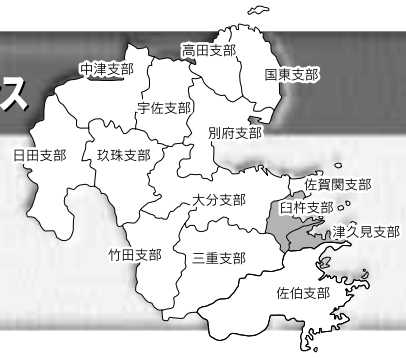 ス
高田支部
中津支部
国東支部
宇佐支部
別府支部
日田支部
玖珠支部
佐賀関支部
大分支部
臼杵支部
津久見支部
竹田支部
三重支部
佐伯支部